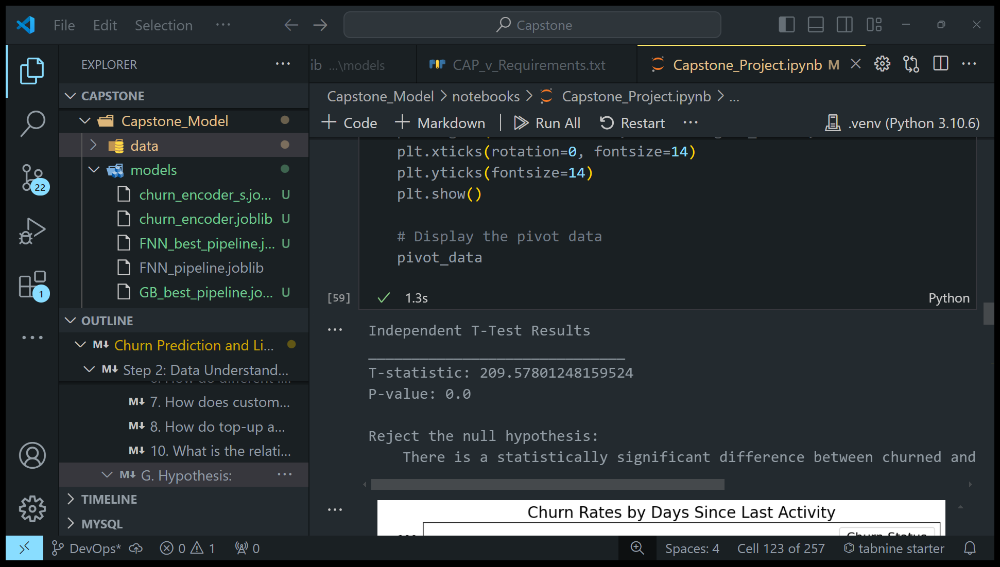 File Edit Selection ···
Capstone
EXPLORER ···
ib ...\models
CAP_v_Requirements.txt
Capstone_Project.ipynb M
CAPSTONE
Capstone_Model
data
models
churn_encoder_s.jo... U
churn_encoder.joblib U
FNN_best_pipeline.j... U
FNN_pipeline.joblib
GB_best_pipeline.jo... U
OUTLINE
M↓ Churn Prediction and Li...
M↓ Step 2: Data Understand...
M↓ 7. How does custom...
M↓ 8. How do top-up a...
M↓ 10. What is the relati...
M↓ G. Hypothesis: ···
TIMELINE
MYSQL
22
1
Capstone_Model > notebooks > Capstone_Project.ipynb > ...
+ Code + Markdown | Run All Restart ··· .venv (Python 3.10.6)
plt.xticks(rotation=0, fontsize=14)
plt.yticks(fontsize=14)
plt.show()
# Display the pivot data
pivot_data
[59] ✓ 1.3s Python
Independent T-Test Results
______________________________
T-statistic: 209.57801248159524
P-value: 0.0
Reject the null hypothesis:
There is a statistically significant difference between churned and
Churn Rates by Days Since Last Activity
Churn Status
DevOps* 0 1 0 Spaces: 4 Cell 123 of 257 tabnine starter